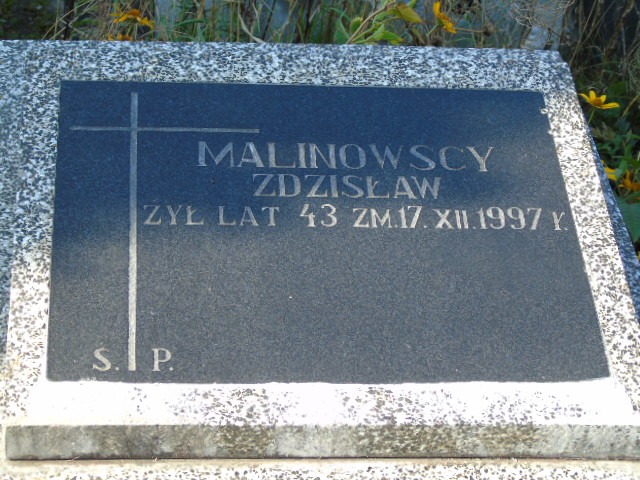 MALINOWSCY
ZDZISŁAW
ŻYŁ LAT 43 ZM.17.XII.1997 r.
Ś. P.